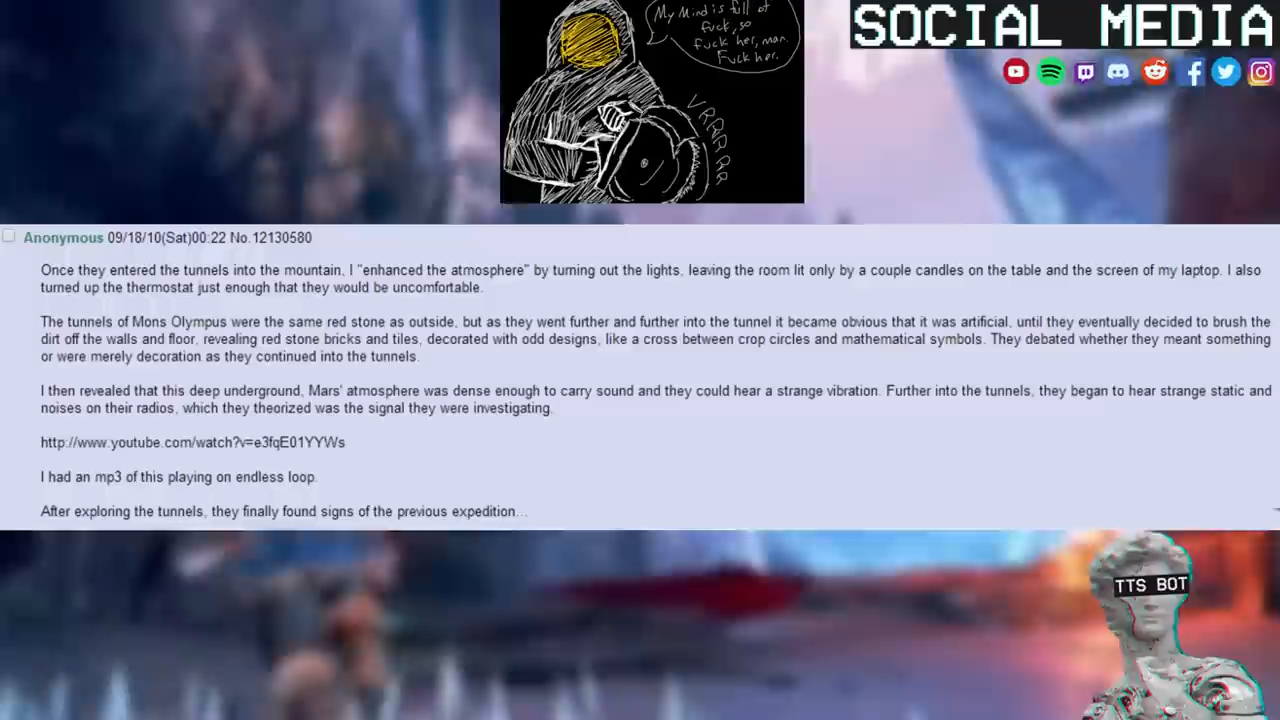 My Mind is full of
fuck, so
fuck her, man.
Fuck her.
VRRRRR
SOCIAL MEDIA
Anonymous 09/18/10(Sat)00:22 No.12130580
Once they entered the tunnels into the mountain, I "enhanced the atmosphere" by turning out the lights, leaving the room lit only by a couple candles on the table and the screen of my laptop. I also
turned up the thermostat just enough that they would be uncomfortable.
The tunnels of Mons Olympus were the same red stone as outside, but as they went further and further into the tunnel it became obvious that it was artificial, until they eventually decided to brush the
dirt off the walls and floor, revealing red stone bricks and tiles, decorated with odd designs, like a cross between crop circles and mathematical symbols. They debated whether they meant something
or were merely decoration as they continued into the tunnels.
I then revealed that this deep underground, Mars' atmosphere was dense enough to carry sound and they could hear a strange vibration. Further into the tunnels, they began to hear strange static and
noises on their radios, which they theorized was the signal they were investigating.
http://www.youtube.com/watch?v=e3fqE01YYWs
I had an mp3 of this playing on endless loop.
After exploring the tunnels, they finally found signs of the previous expedition...
TTS BOT